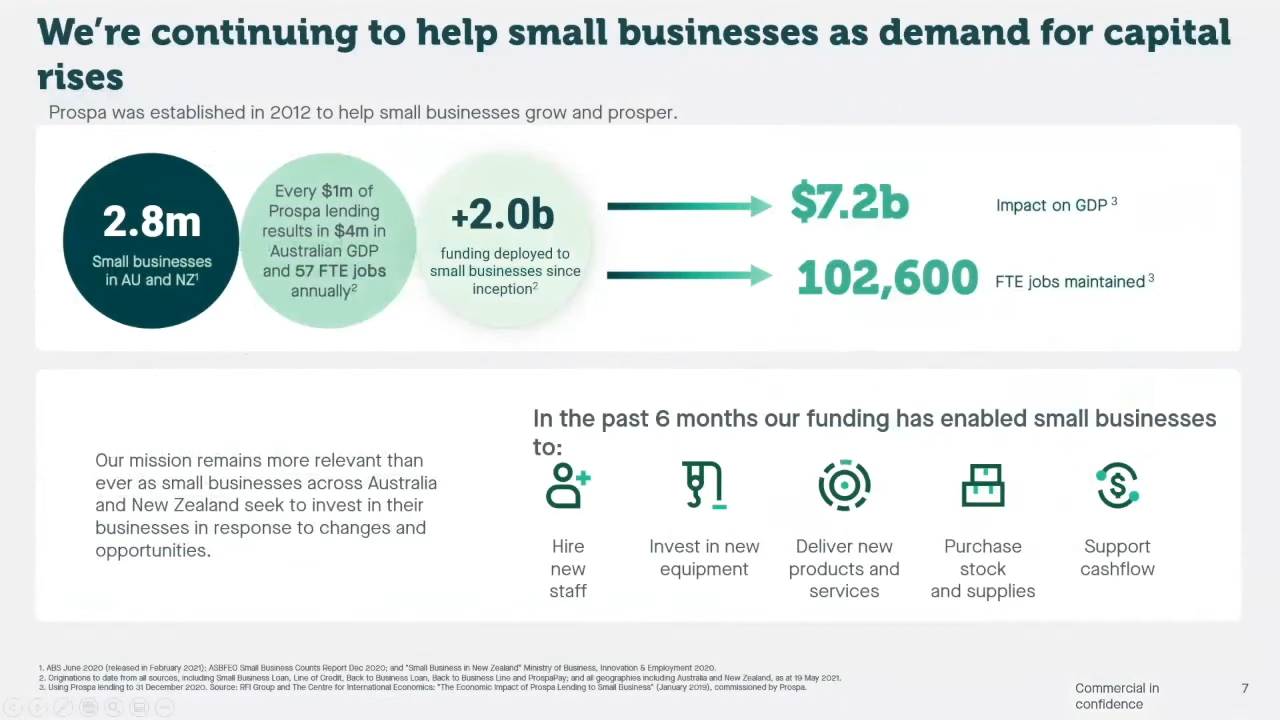 We're continuing to help small businesses as demand for capital
rises
Prospa was established in 2012 to help small businesses grow and prosper.
2.8m
Small businesses
in AU and NZ¹
Every $1m of
Prospa lending
results in $4m in
Australian GDP
and 57 FTE jobs
annually²
+2.0b
funding deployed to
small businesses since
inception²
$7.2b
Impact on GDP ³
102,600
FTE jobs maintained ³
Our mission remains more relevant than
ever as small businesses across Australia
and New Zealand seek to invest in their
businesses in response to changes and
opportunities.
In the past 6 months our funding has enabled small businesses
to:
Hire
new
staff
Invest in new
equipment
Deliver new
products and
services
Purchase
stock
and supplies
Support
cashflow
1. ABS June 2020 (released in February 2021); ASBFEO Small Business Counts Report Dec 2020; and "Small Business in New Zealand" Ministry of Business, Innovation & Employment 2020.
2. Originations to date from all sources, including Small Business Loan, Line of Credit, Back to Business Loan, Back to Business Line and ProspaPay; and all geographies including Australia and New Zealand, as at 19 May 2021.
3. Using Prospa lending to 31 December 2020. Source: RFI Group and The Centre for International Economics: "The Economic Impact of Prospa Lending to Small Business" (January 2019), commissioned by Prospa.
Commercial in
confidence
7